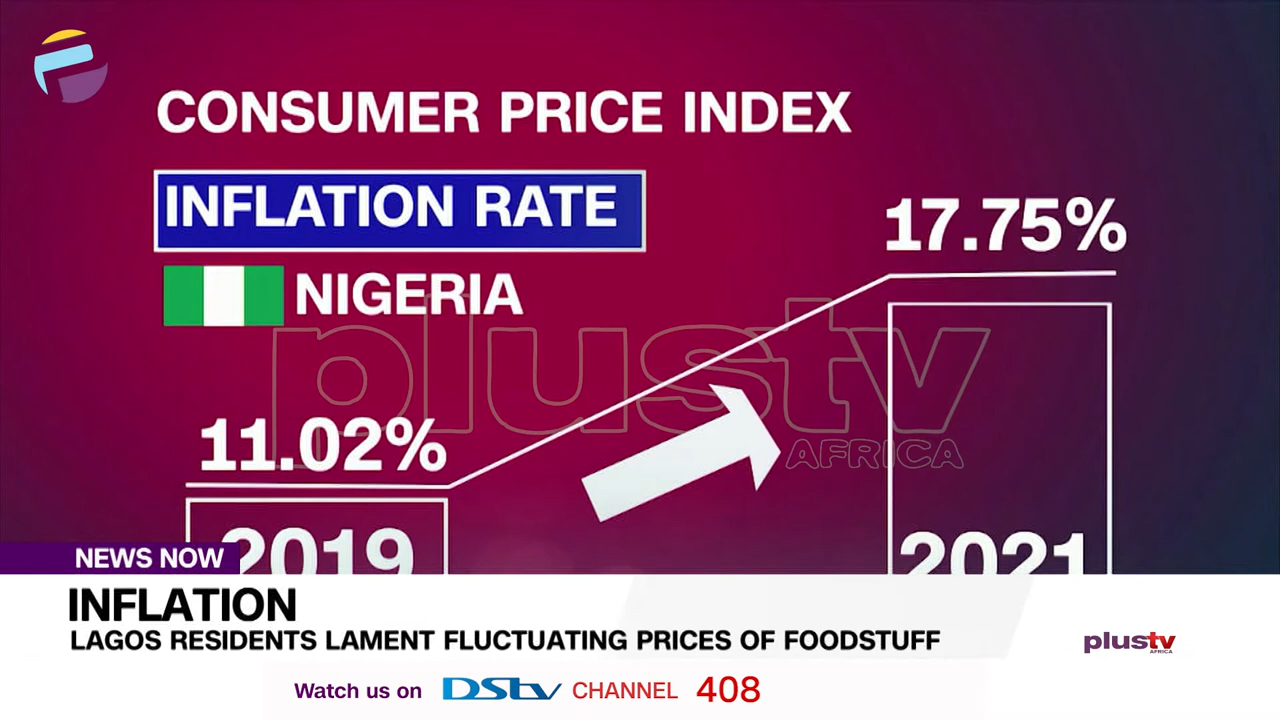 CONSUMER PRICE INDEX
INFLATION RATE
NIGERIA
17.75%
11.02%
plustv
AFRICA
2019
2021
NEWS NOW
INFLATION
LAGOS RESIDENTS LAMENT FLUCTUATING PRICES OF FOODSTUFF
plustv
AFRICA
Watch us on DStv CHANNEL 408